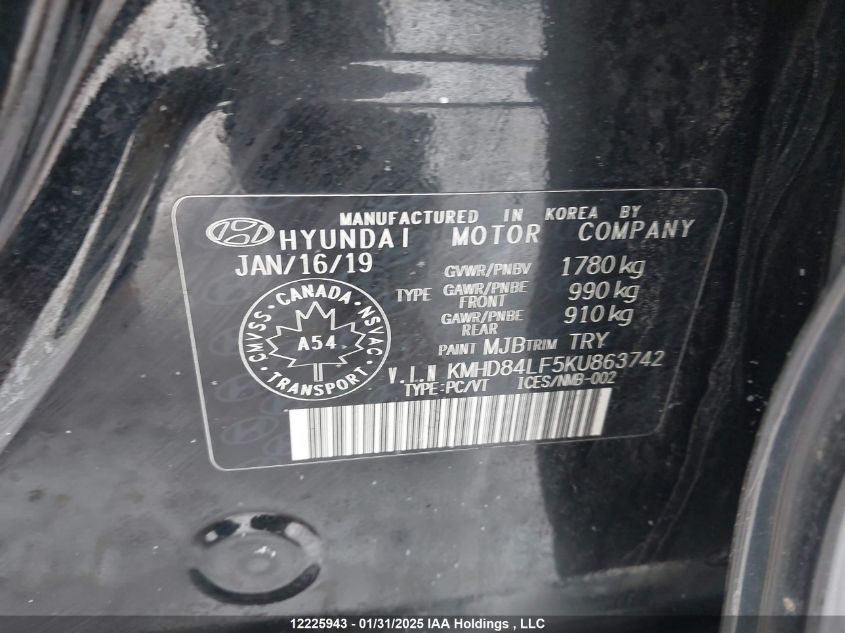 MANUFACTURED IN KOREA BY
HYUNDAI MOTOR COMPANY
JAN/16/19
GVWR/PNBV 1780 kg
TYPE GAWR/PNBE FRONT 990 kg
GAWR/PNBE REAR 910 kg
PAINT MJB TRIM TRY
V.I.N KMHD84LF5KU863742
TYPE:PC/VT ICES/NMB-002
CANADA · NSVAC · TRANSPORT · CMVSS ·
A54
12225943 - 01/31/2025 IAA Holdings , LLC